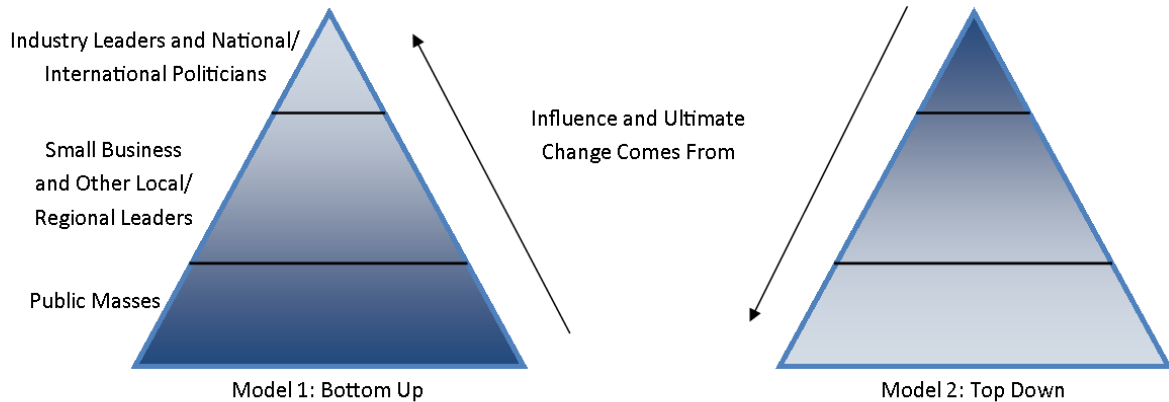 Industry Leaders and National/
International Politicians
Small Business
and Other Local/
Regional Leaders
Public Masses
Influence and Ultimate
Change Comes From
Model 1: Bottom Up
Model 2: Top Down